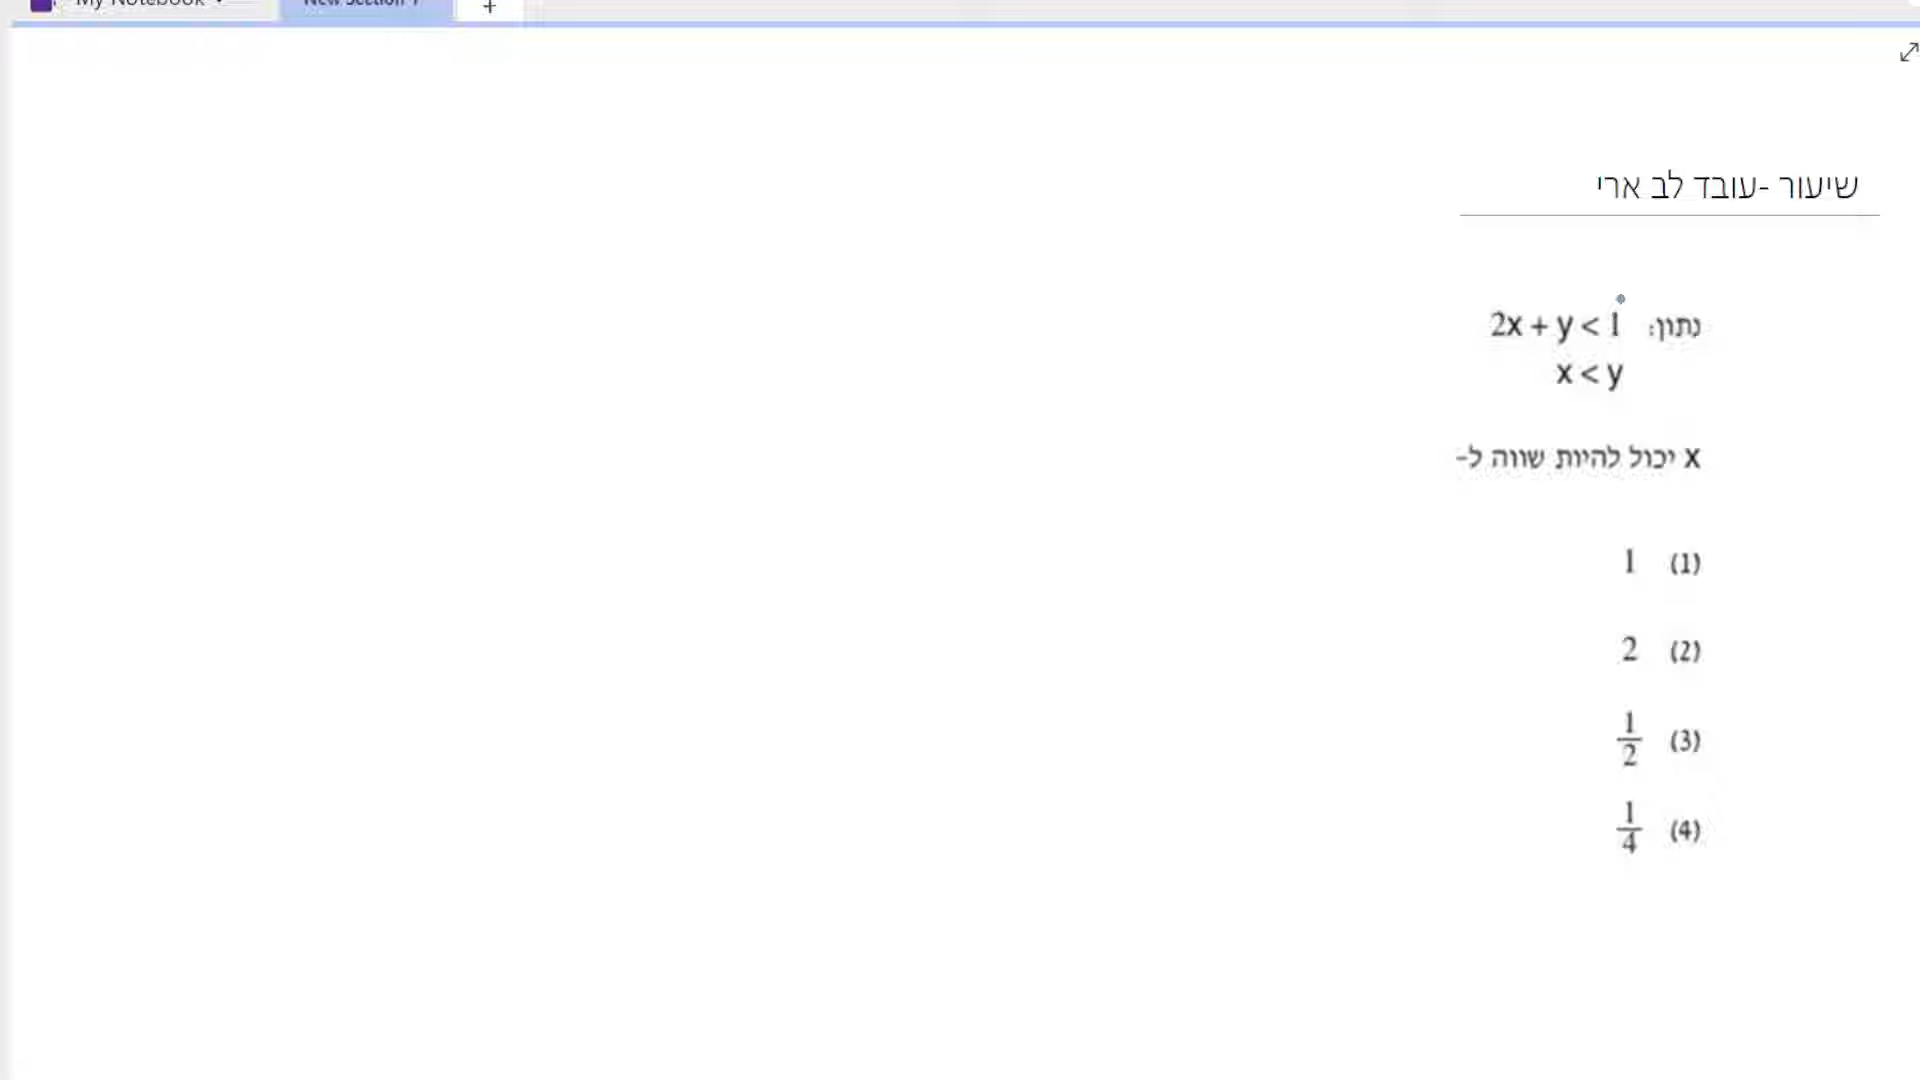 My Notebook
New Section 1
+
שיעור -עובד לב ארי
נתון: 2x + y < 1
x < y
x יכול להיות שווה ל-
(1) 1
(2) 2
(3) 1/2
(4) 1/4